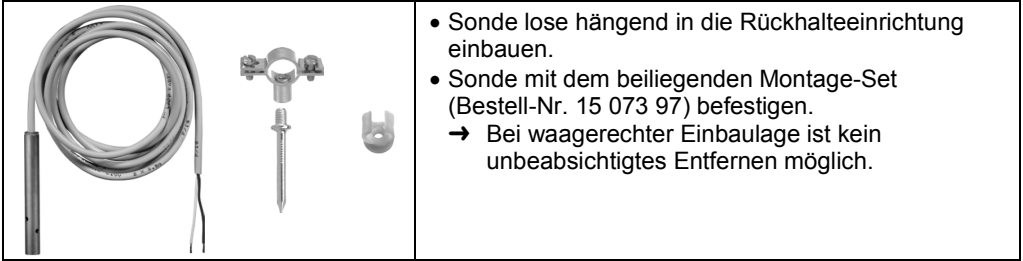 • Sonde lose hängend in die Rückhalteeinrichtung
einbauen.
• Sonde mit dem beiliegenden Montage-Set
(Bestell-Nr. 15 073 97) befestigen.
➔ Bei waagerechter Einbaulage ist kein
unbeabsichtigtes Entfernen möglich.